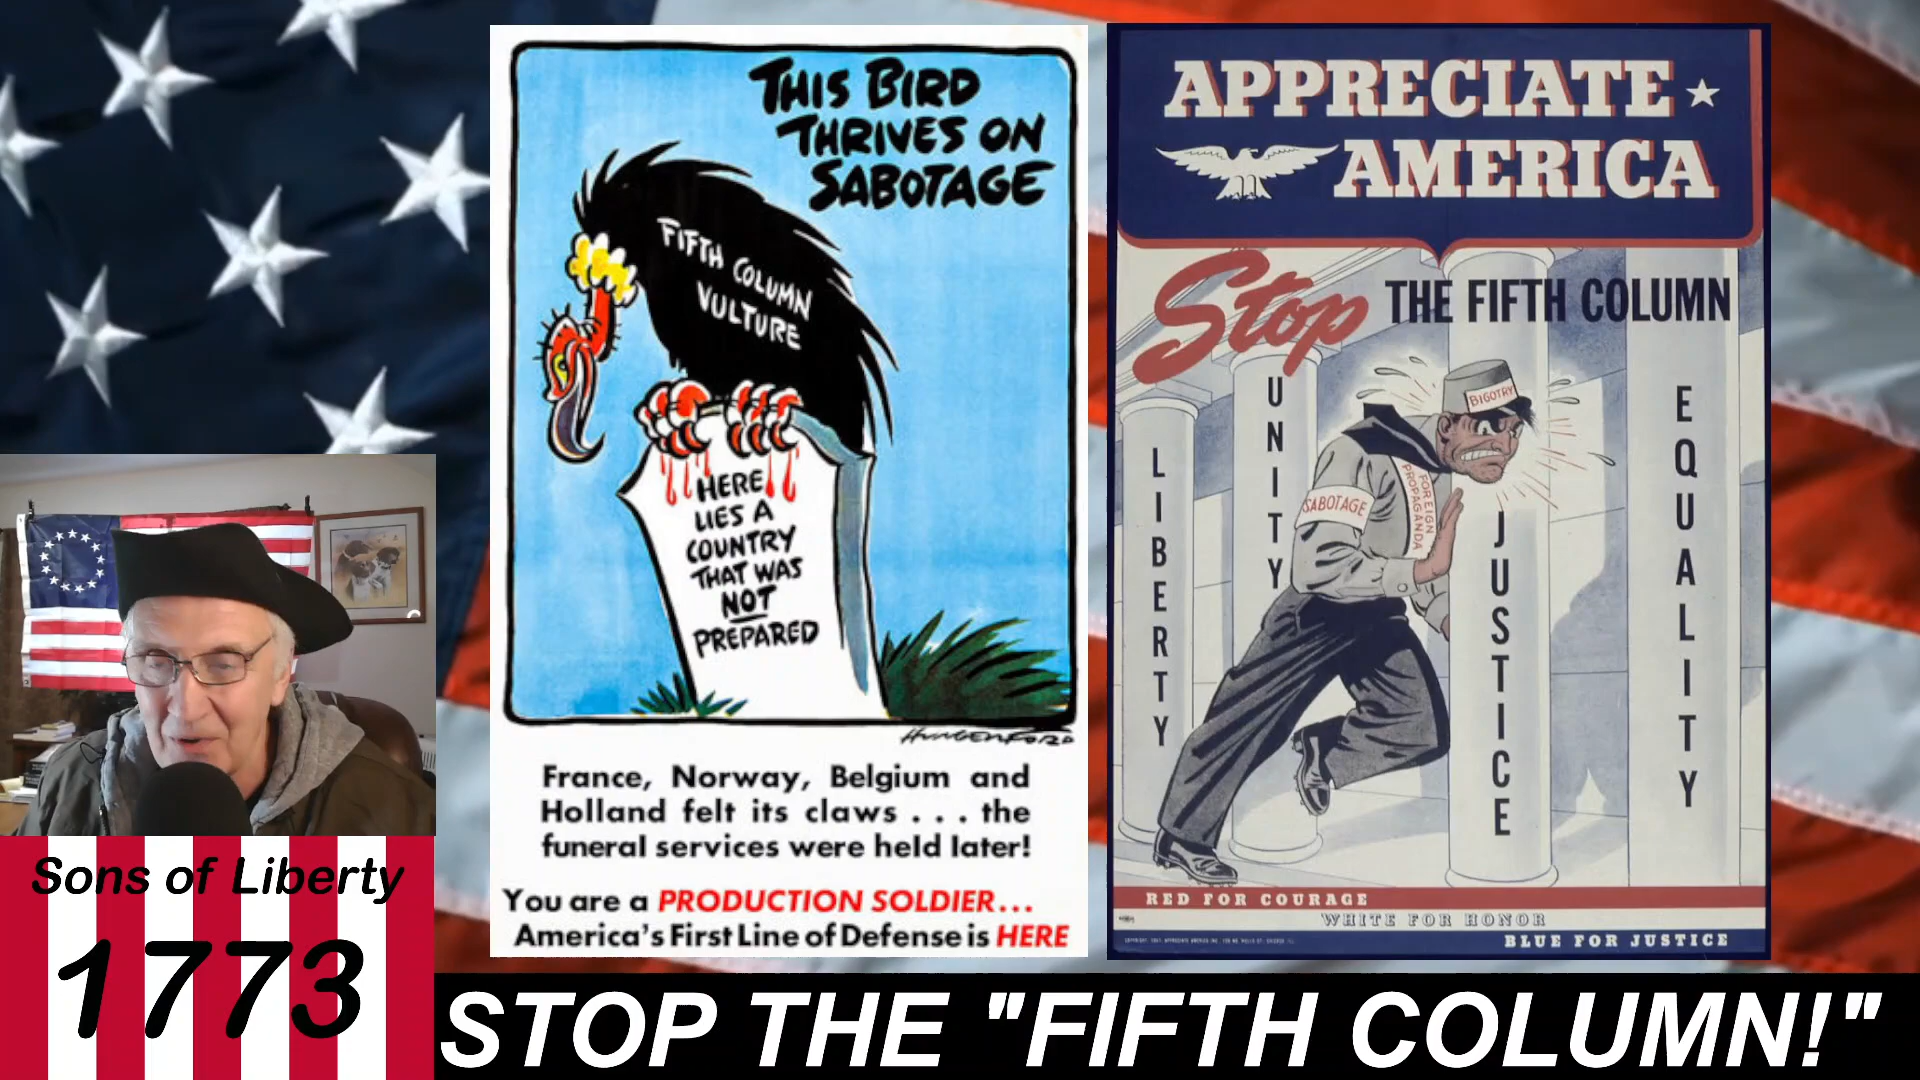 THIS BIRD
THRIVES ON
SABOTAGE
FIFTH COLUMN
VULTURE
HERE
LIES A
COUNTRY
THAT WAS
NOT
PREPARED
HUNGERFORD
France, Norway, Belgium and
Holland felt its claws . . . the
funeral services were held later!
You are a PRODUCTION SOLDIER...
America's First Line of Defense is HERE
APPRECIATE
AMERICA
Stop THE FIFTH COLUMN
LIBERTY
UNITY
BIGOTRY
SABOTAGE
FOREIGN
PROPAGANDA
JUSTICE
EQUALITY
RED FOR COURAGE
WHITE FOR HONOR
BLUE FOR JUSTICE
Sons of Liberty
1773
STOP THE "FIFTH COLUMN!"